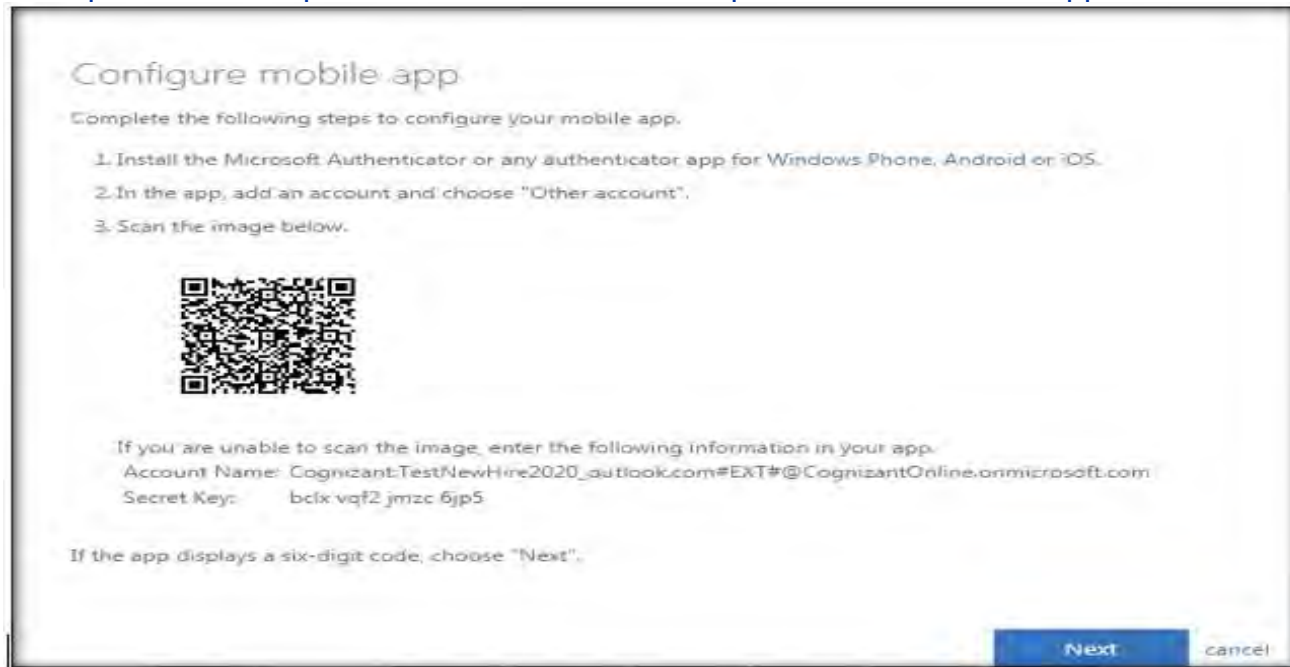 Configure mobile app
Complete the following steps to configure your mobile app.
1. Install the Microsoft Authenticator or any authenticator app for Windows Phone, Android or iOS.
2. In the app, add an account and choose "Other account".
3. Scan the image below.
If you are unable to scan the image, enter the following information in your app.
Account Name: Cognizant:TestNewHire2020_outlook.com#EXT#@CognizantOnline.onmicrosoft.com
Secret Key: bclx vqf2 jmzc 6jp5
If the app displays a six-digit code, choose "Next".
Next cancel